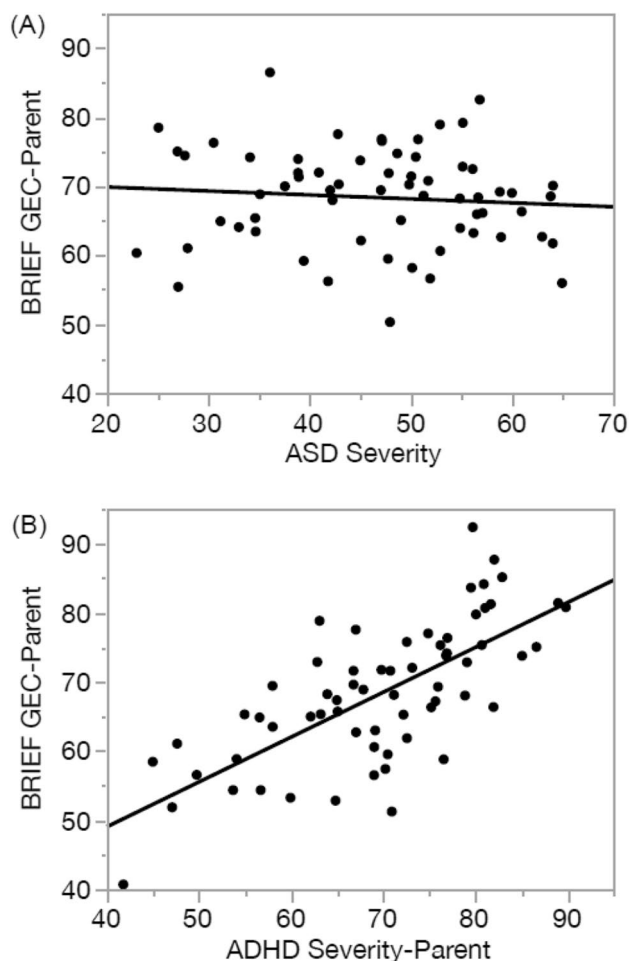 (A)
90
80
70
60
50
40
BRIEF GEC-Parent
20 30 40 50 60 70
ASD Severity
(B)
90
80
70
60
50
40
BRIEF GEC-Parent
40 50 60 70 80 90
ADHD Severity-Parent